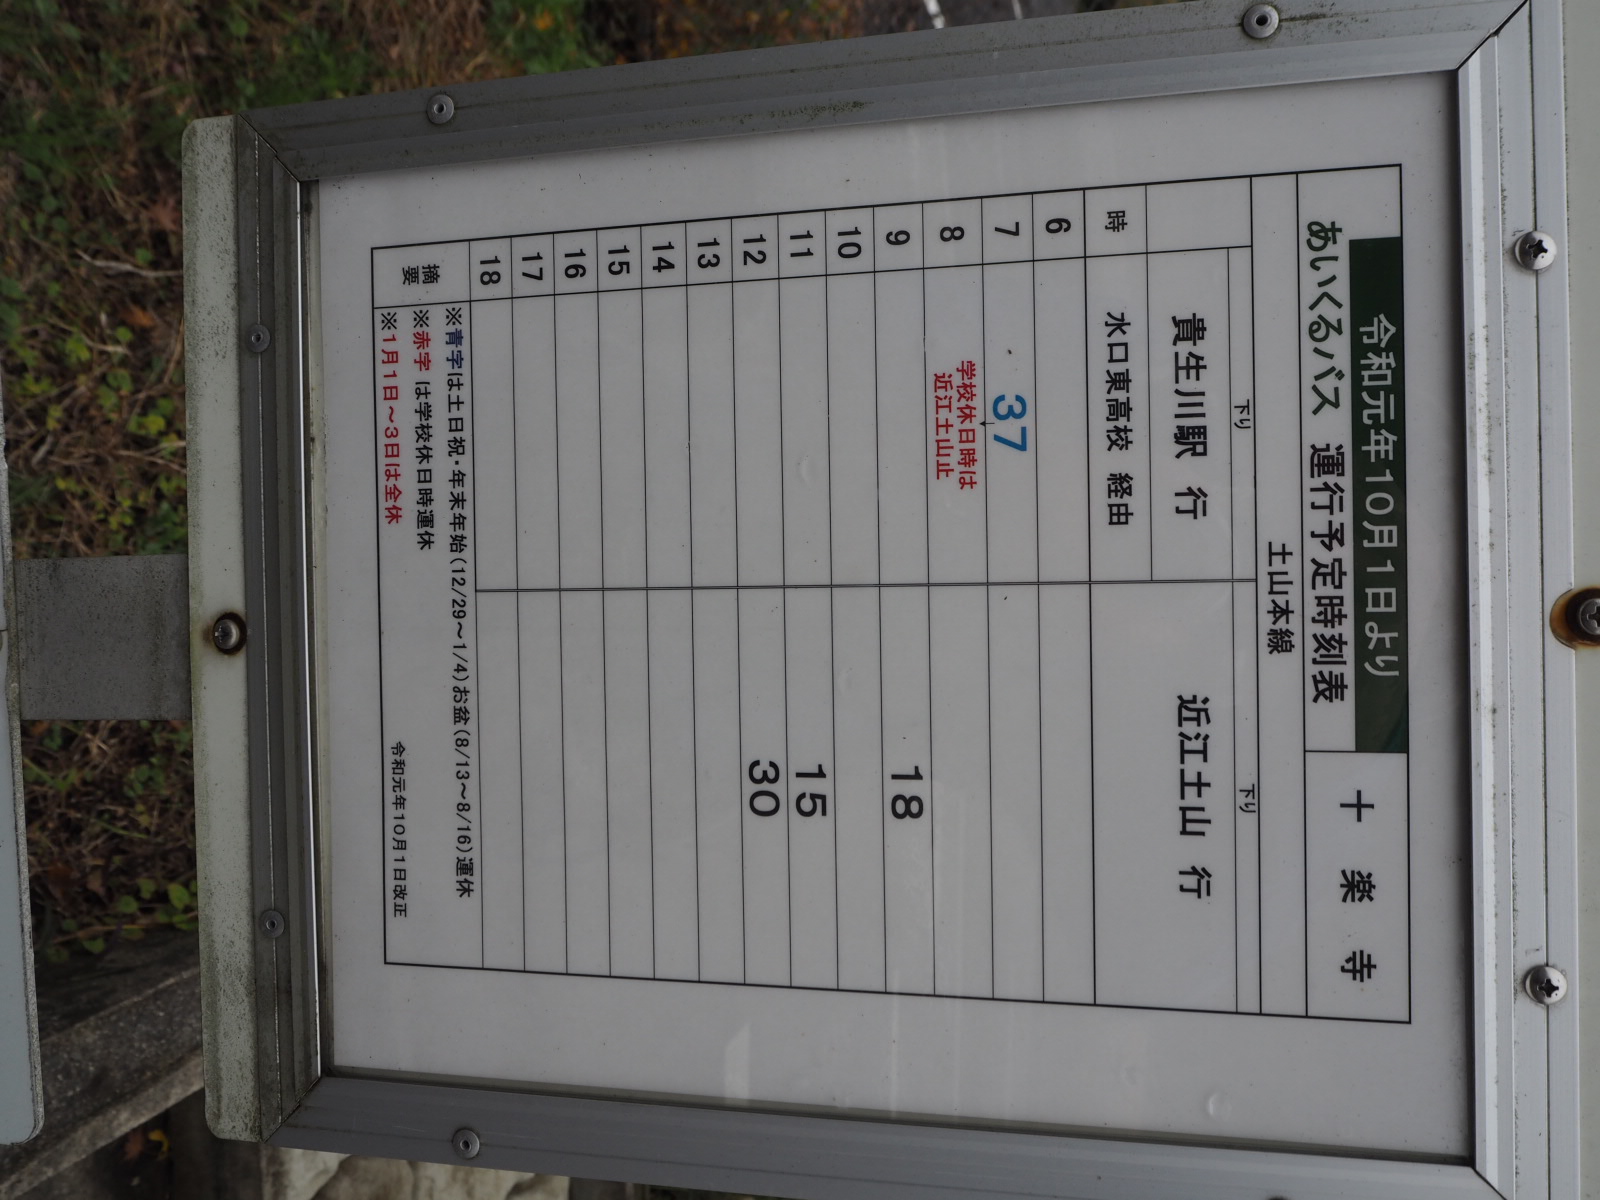 令和元年10月1日より
あいくるバス 運行予定時刻表
十楽寺
土山本線
下り 下り
貴生川駅 行 近江土山 行
時 水口東高校 経由
6
7 37
8 学校休日時は
近江土山止
9 18
10
11 15
12 30
13
14
15
16
17
18
摘要
※青字は土日祝・年末年始(12/29～1/4)お盆(8/13～8/16)運休
※赤字 は学校休日時運休
※1月1日～3日は全休
令和元年10月1日改正